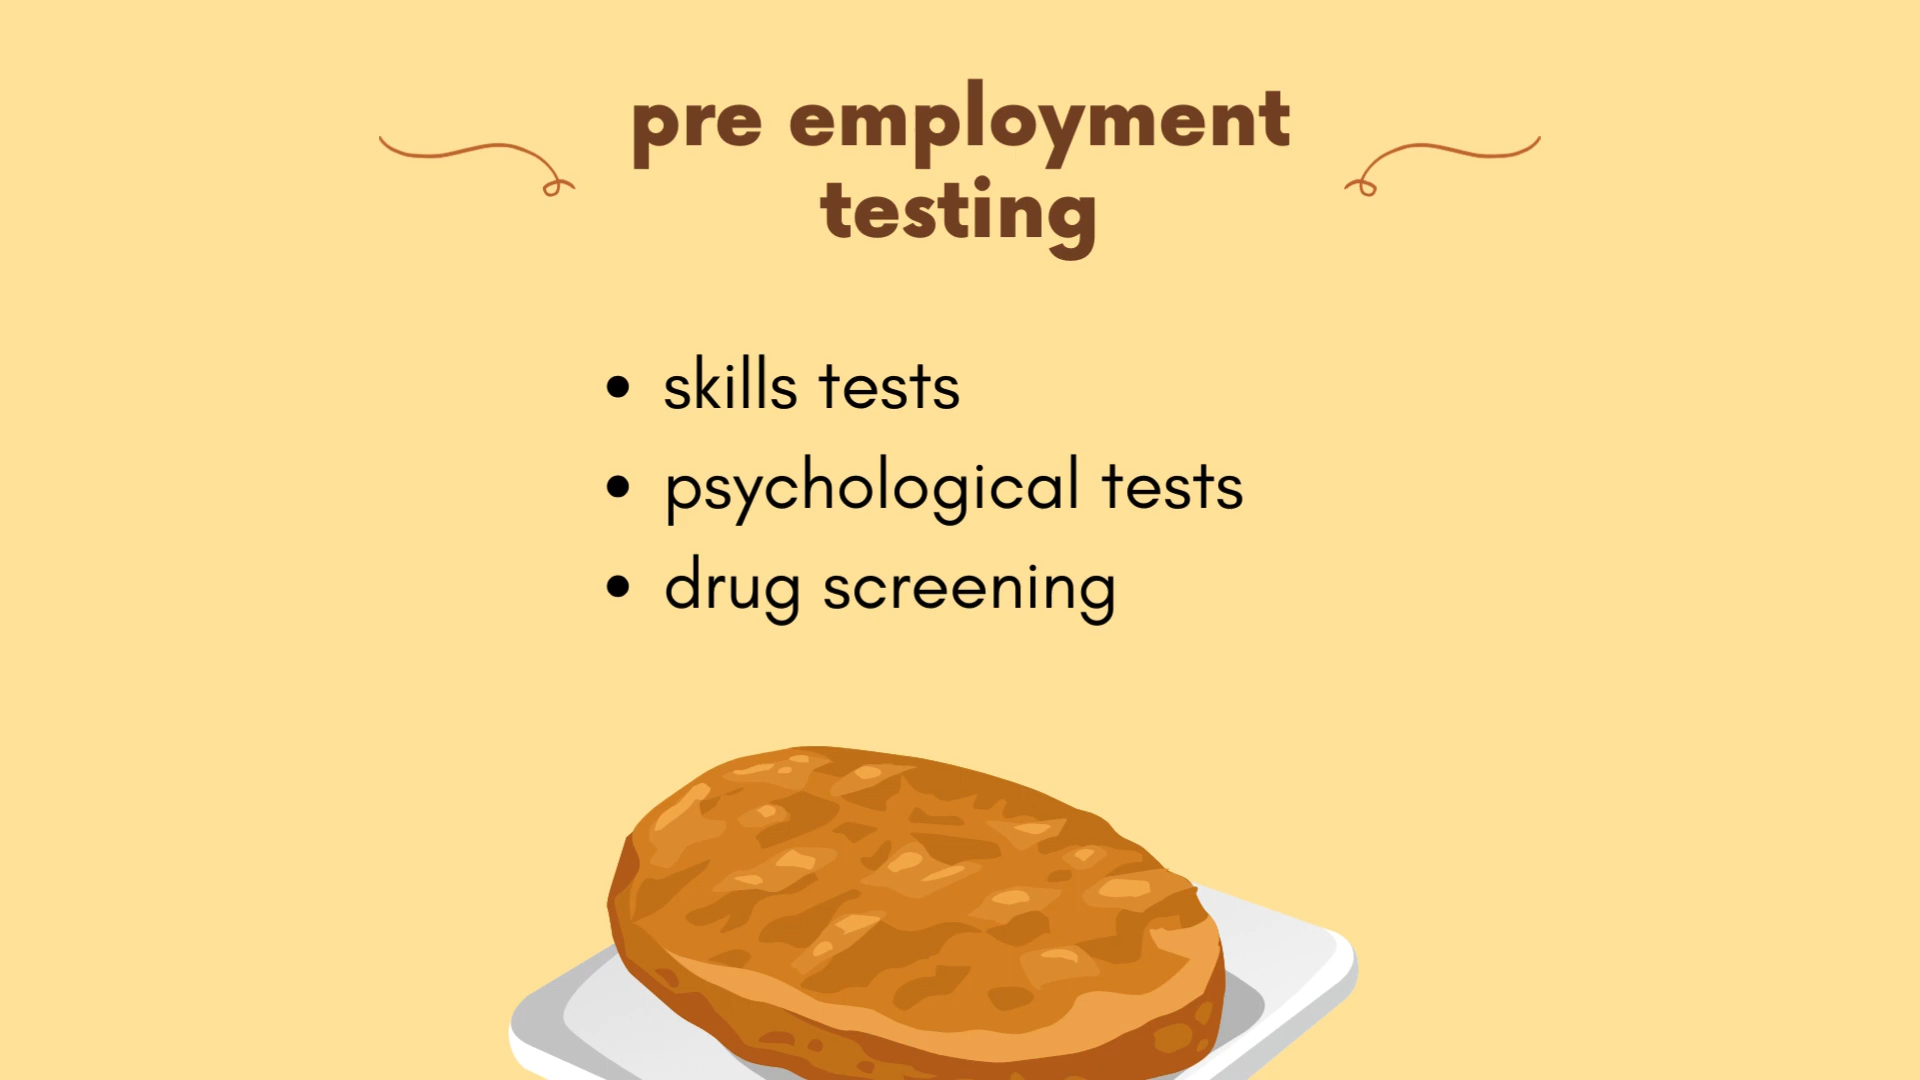 pre employment
testing
• skills tests
• psychological tests
• drug screening